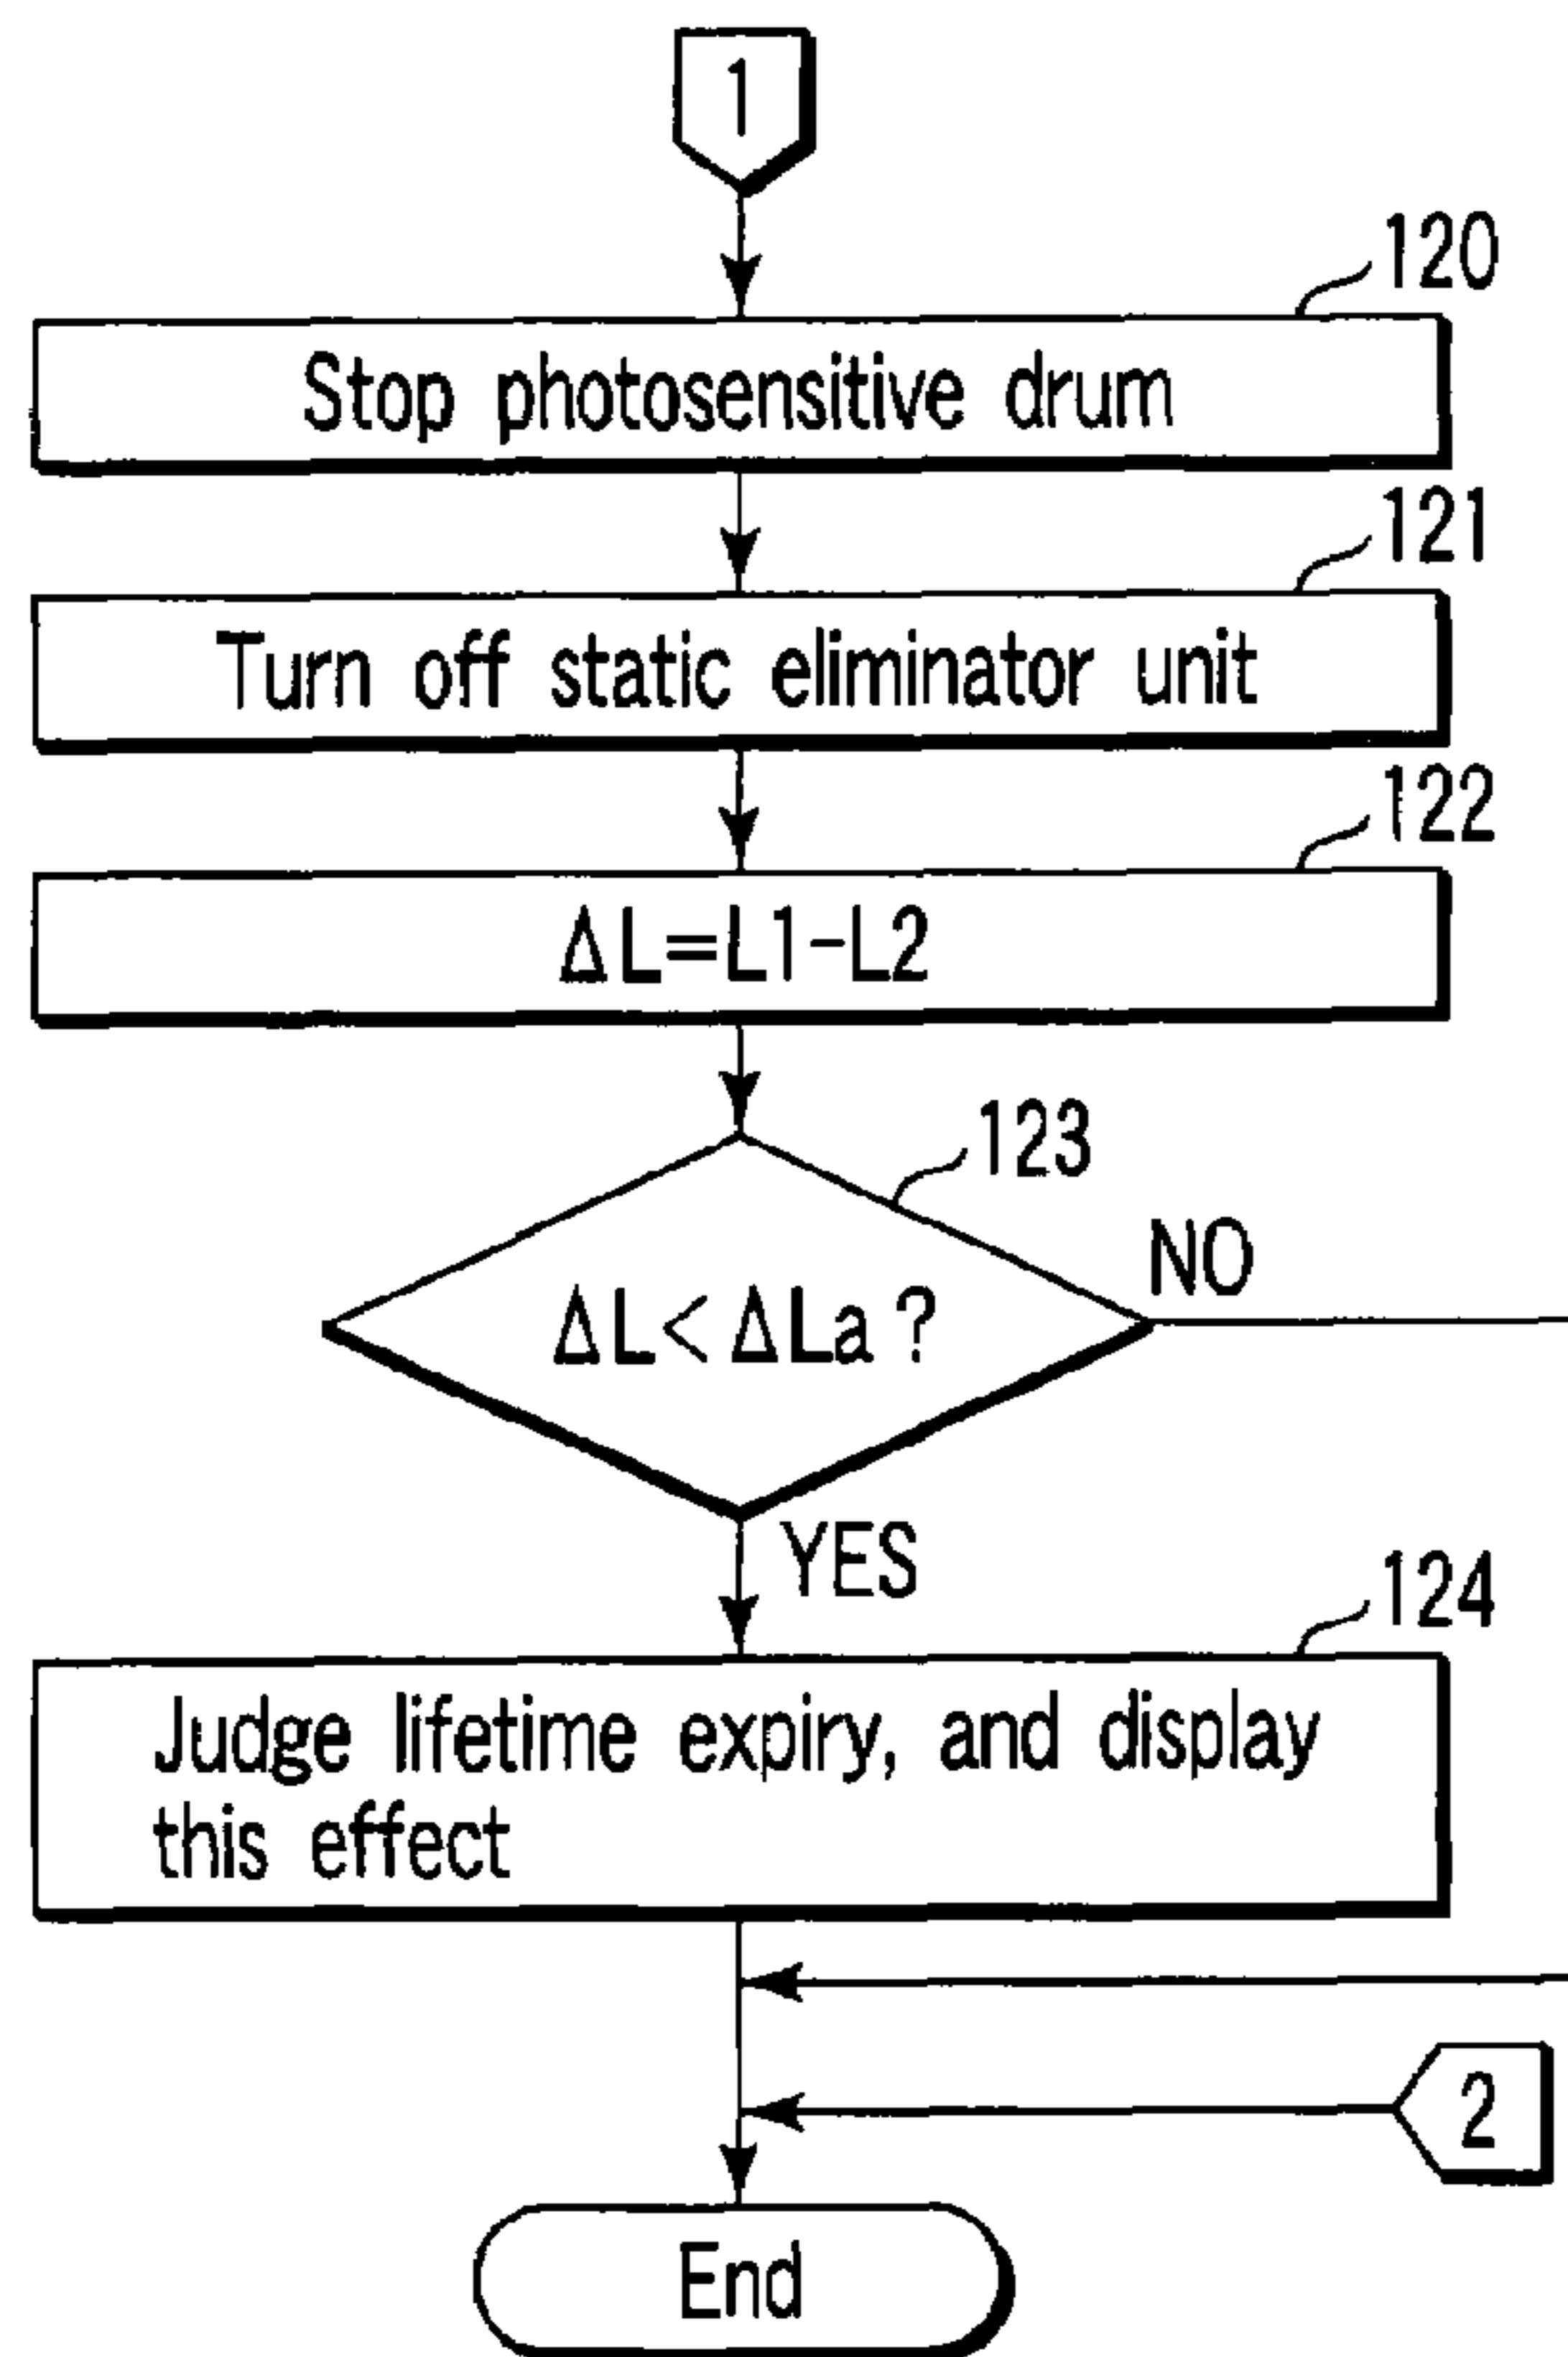 1
120
Stop photosensitive drum
121
Turn off static eliminator unit
122
ΔL=L1-L2
123
ΔL<ΔLa?
NO
YES
124
Judge lifetime expiry, and display
this effect
2
End